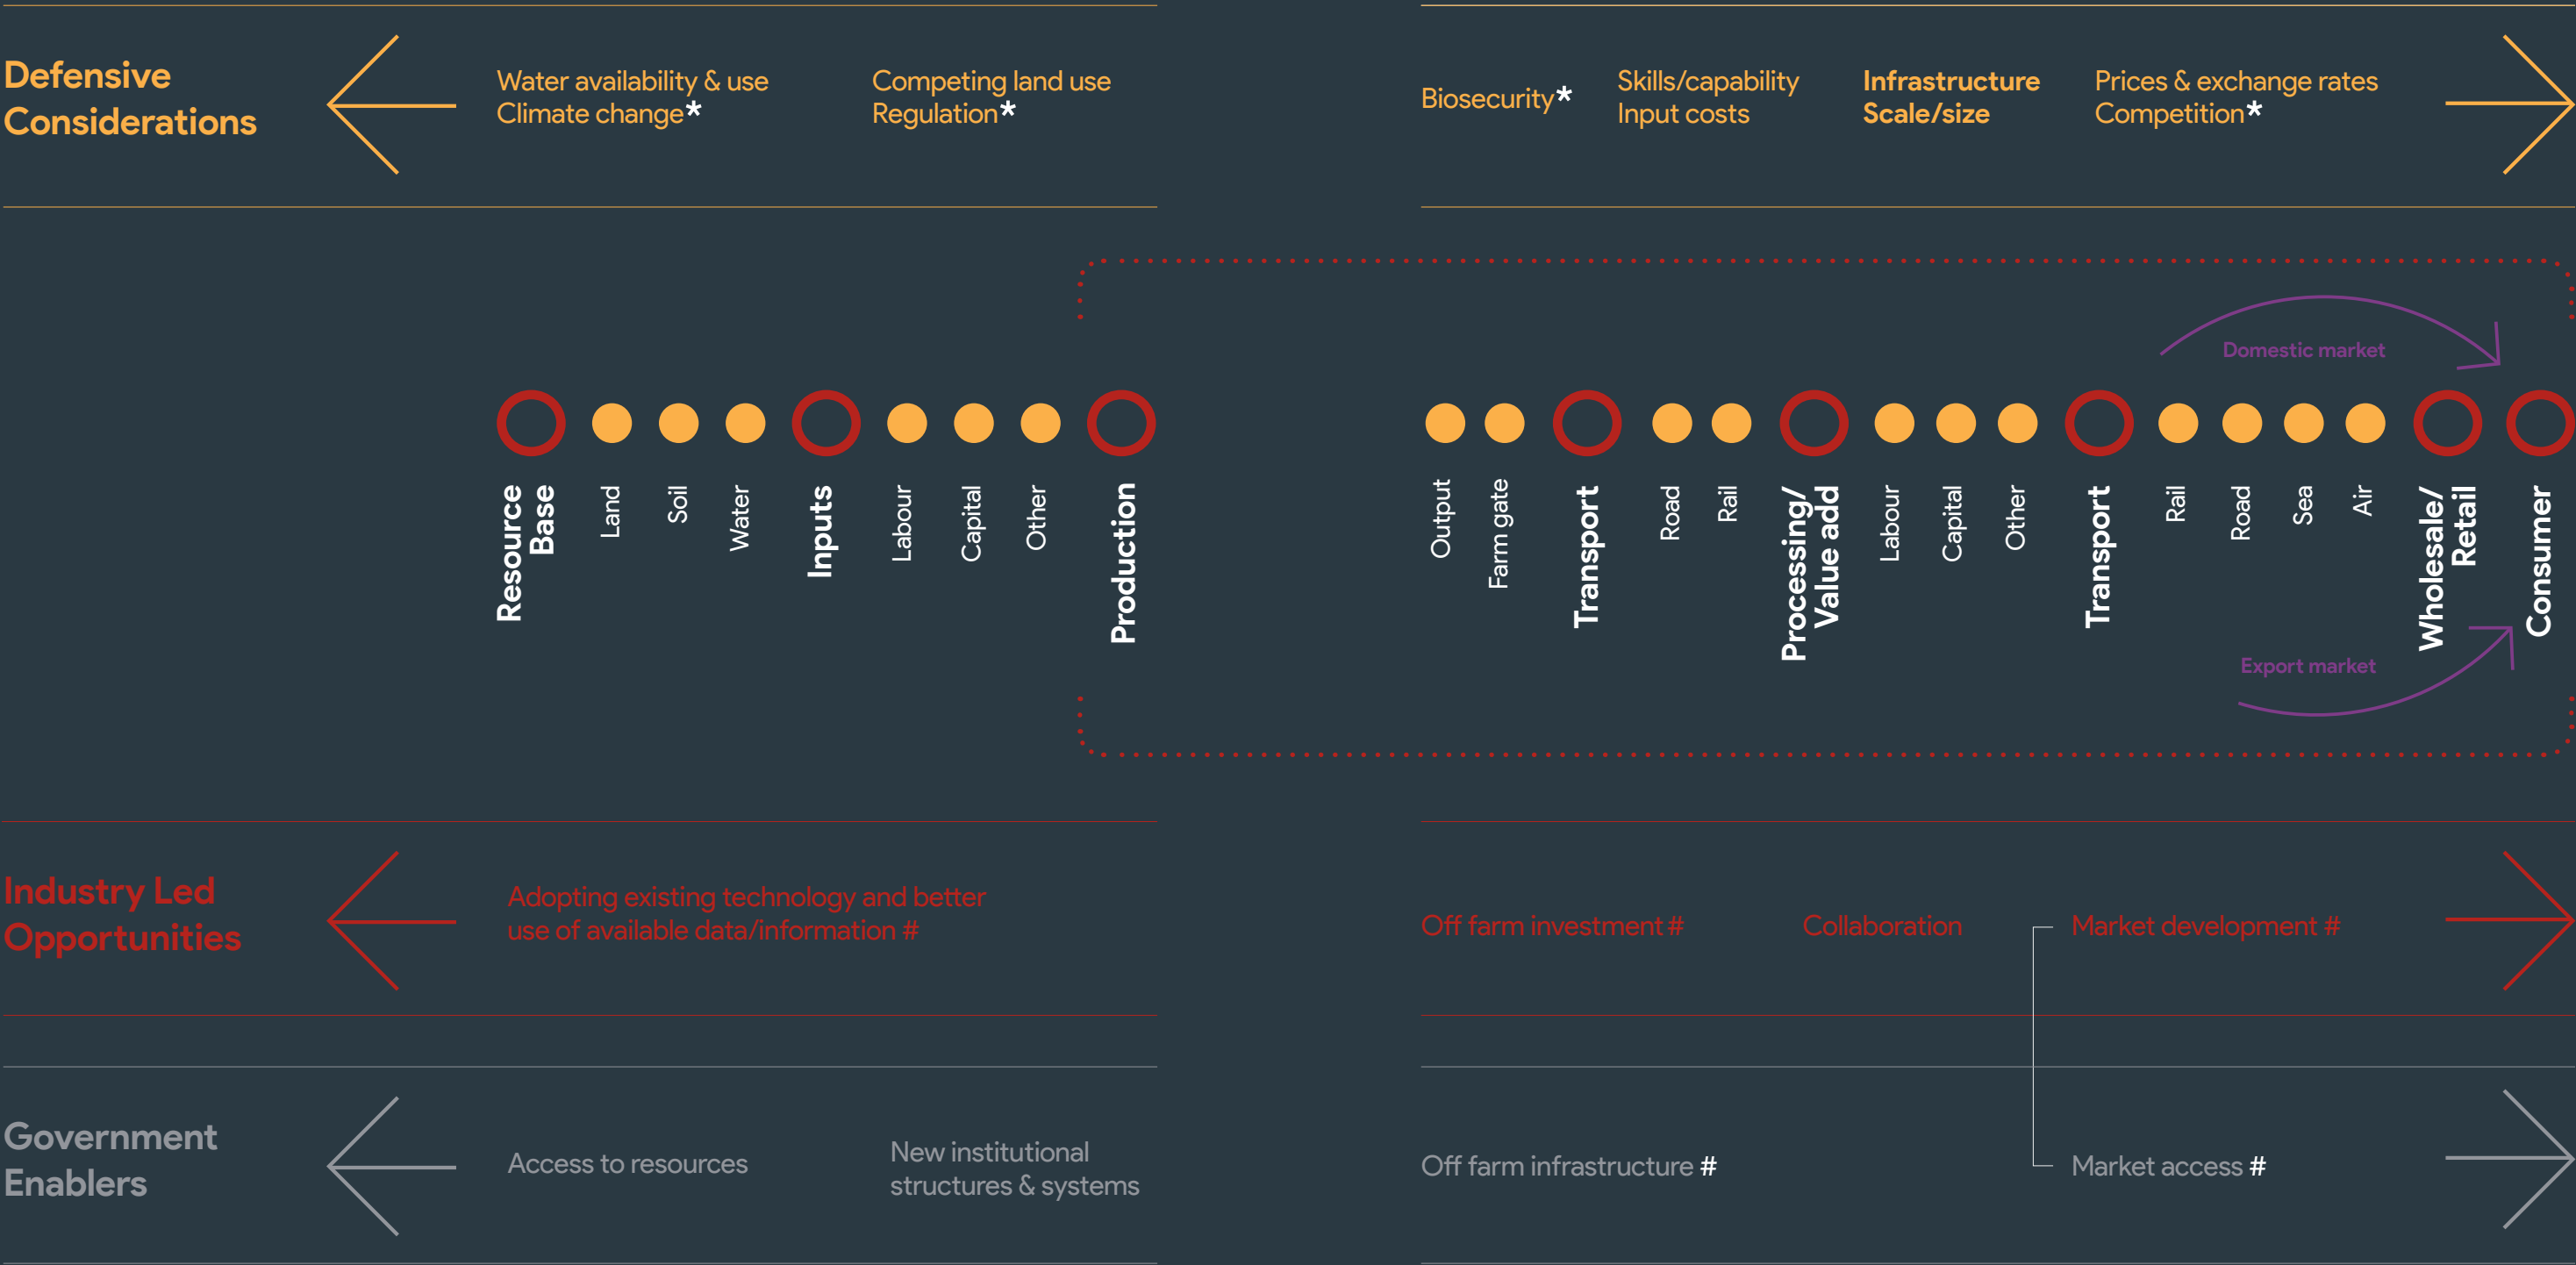 Defensive
Considerations
Water availability & use
Climate change*
Competing land use
Regulation*
Biosecurity*
Skills/capability
Input costs
Infrastructure
Scale/size
Prices & exchange rates
Competition*
Domestic market
Resource
Base
Land
Soil
Water
Inputs
Labour
Capital
Other
Production
Output
Farm gate
Transport
Road
Rail
Processing/
Value add
Labour
Capital
Other
Transport
Rail
Road
Sea
Air
Wholesale/
Retail
Consumer
Export market
Industry Led
Opportunities
Adopting existing technology and better
use of available data/information #
Off farm investment #
Collaboration
Market development #
Government
Enablers
Access to resources
New institutional
structures & systems
Off farm infrastructure #
Market access #